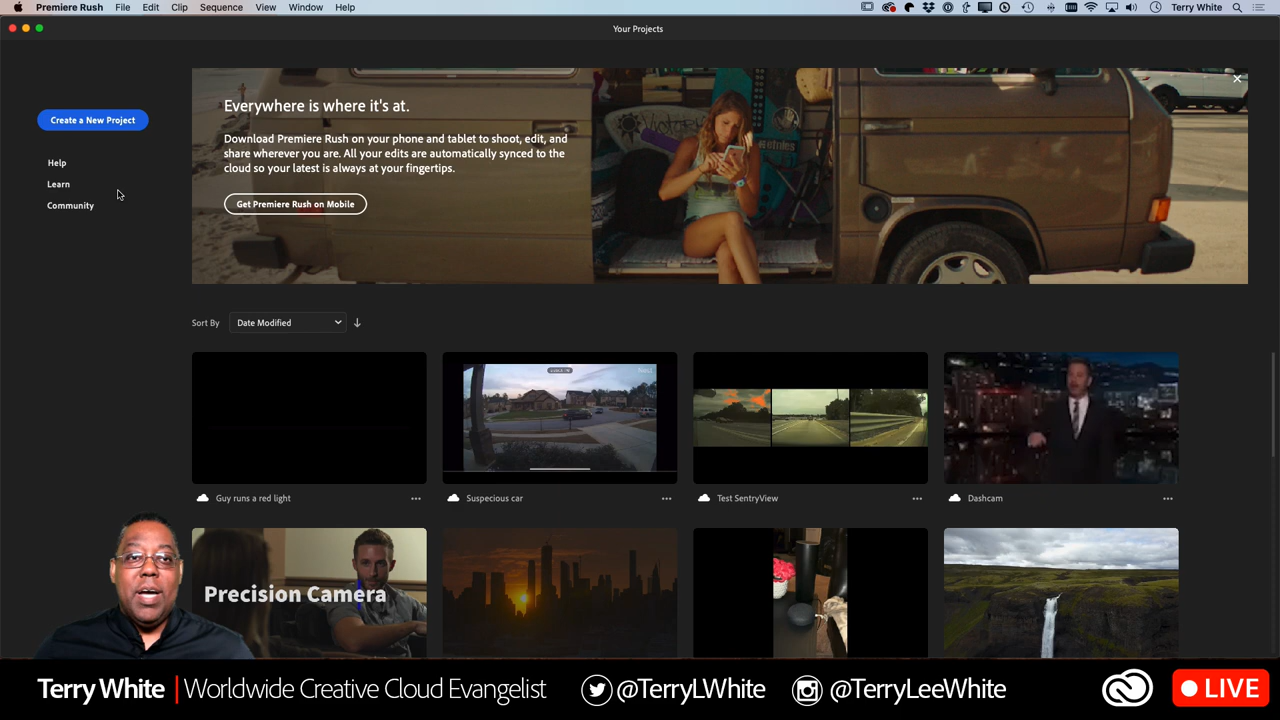 Premiere Rush File Edit Clip Sequence View Window Help Terry White
Your Projects
Create a New Project
Help
Learn
Community
Everywhere is where it's at.
Download Premiere Rush on your phone and tablet to shoot, edit, and
share wherever you are. All your edits are automatically synced to the
cloud so your latest is always at your fingertips.
Get Premiere Rush on Mobile
Sort By Date Modified
Guy runs a red light
Suspecious car
Test SentryView
Dashcam
Precision Camera
Terry White | Worldwide Creative Cloud Evangelist @TerryLWhite @TerryLeeWhite LIVE